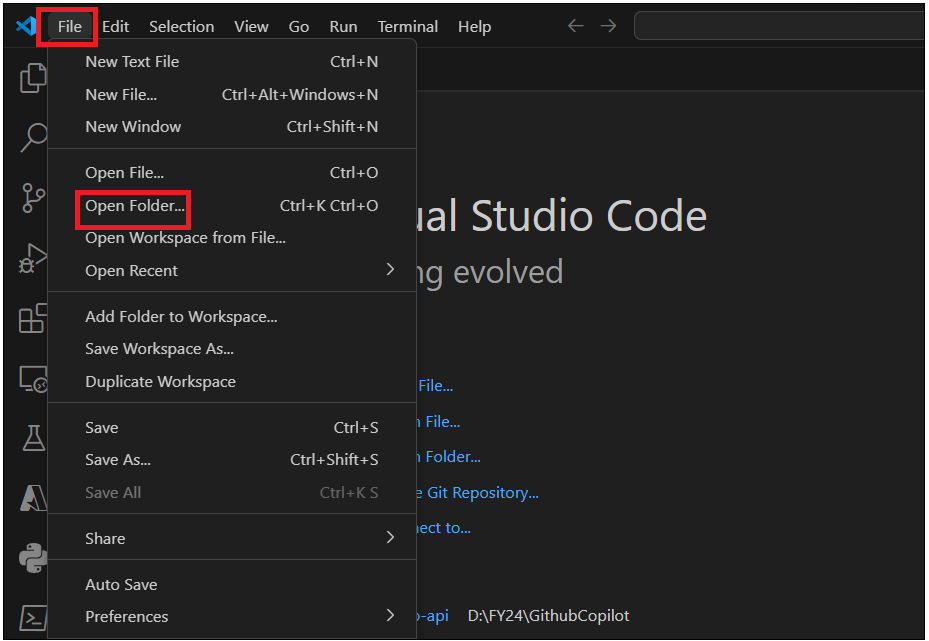 File Edit Selection View Go Run Terminal Help
New Text File Ctrl+N
New File... Ctrl+Alt+Windows+N
New Window Ctrl+Shift+N
Open File... Ctrl+O
Open Folder... Ctrl+K Ctrl+O
Open Workspace from File...
Open Recent
Add Folder to Workspace...
Save Workspace As...
Duplicate Workspace
Save Ctrl+S
Save As... Ctrl+Shift+S
Save All Ctrl+K S
Share
Auto Save
Preferences
ual Studio Code
ng evolved
File...
n File...
n Folder...
e Git Repository...
nect to...
-api D:\FY24\GithubCopilot